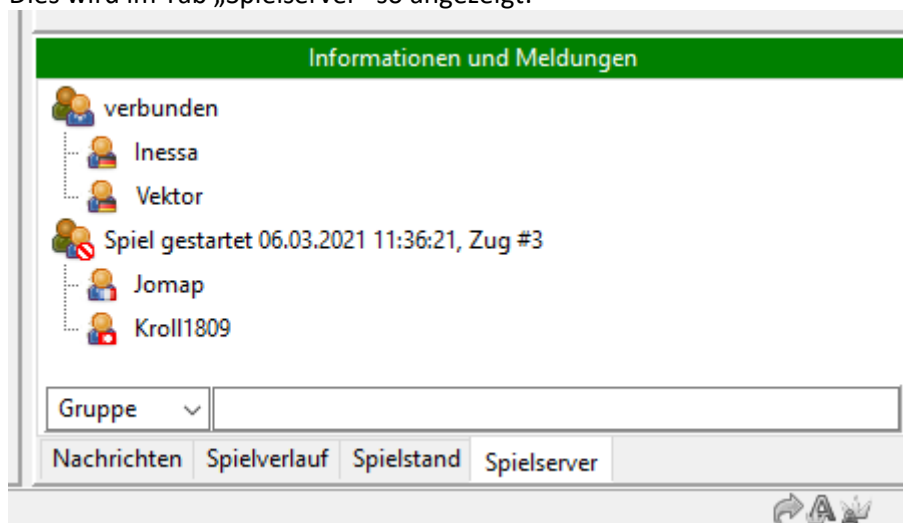 Dies wird im Tab „Spielserver“ so angezeigt:
Informationen und Meldungen
verbunden
Inessa
Vektor
Spiel gestartet 06.03.2021 11:36:21, Zug #3
Jomap
Kroll1809
Gruppe
Nachrichten Spielverlauf Spielstand Spielserver